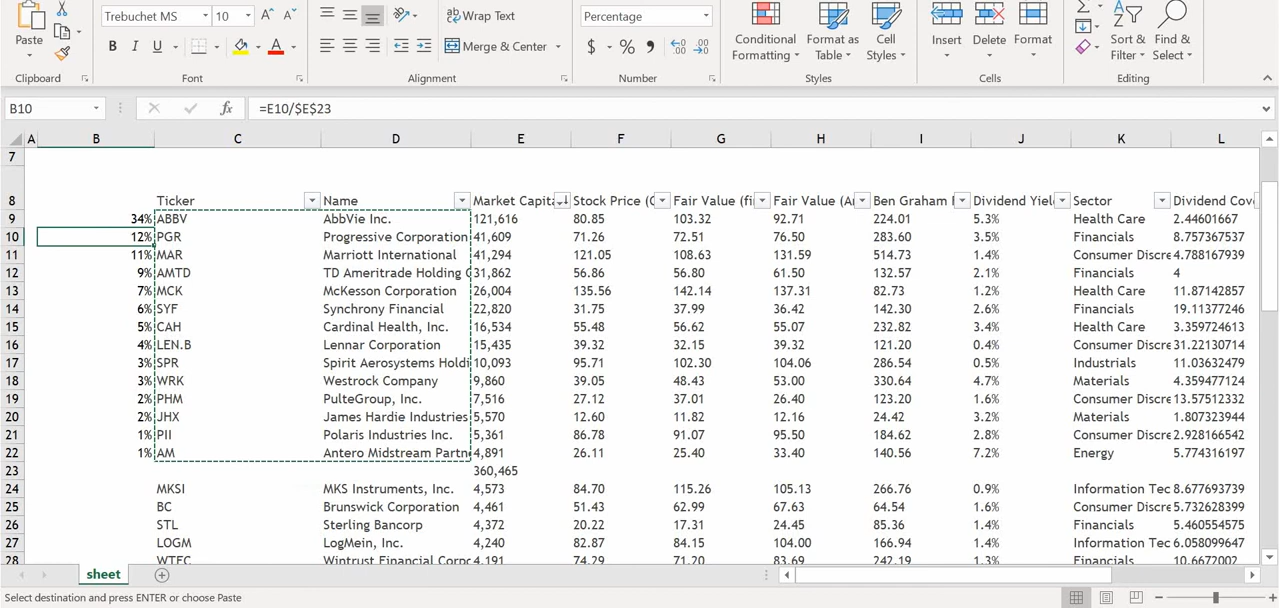 Trebuchet MS 10 A A Wrap Text Percentage
Paste B I U A Merge & Center $ % Conditional Formatting Format as Table Cell Styles Insert Delete Format Sort & Filter Find & Select
Clipboard Font Alignment Number Styles Cells Editing
B10 fx =E10/$E$23
A B C D E F G H I J K L
7
8 Ticker Name Market Capita Stock Price (C Fair Value (fi Fair Value (A Ben Graham Dividend Yiel Sector Dividend Cov
9 34% ABBV AbbVie Inc. 121,616 80.85 103.32 92.71 224.01 5.3% Health Care 2.44601667
10 12% PGR Progressive Corporation 41,609 71.26 72.51 76.50 283.60 3.5% Financials 8.757367537
11 11% MAR Marriott International 41,294 121.05 108.63 131.59 514.73 1.4% Consumer Discre 4.788167939
12 9% AMTD TD Ameritrade Holding C 31,862 56.86 56.80 61.50 132.57 2.1% Financials 4
13 7% MCK McKesson Corporation 26,004 135.56 142.14 137.31 82.73 1.2% Health Care 11.87142857
14 6% SYF Synchrony Financial 22,820 31.75 37.99 36.42 142.30 2.6% Financials 19.11377246
15 5% CAH Cardinal Health, Inc. 16,534 55.48 56.62 55.07 232.82 3.4% Health Care 3.359724613
16 4% LEN.B Lennar Corporation 15,435 39.32 32.15 39.32 121.20 0.4% Consumer Discre 31.22130714
17 3% SPR Spirit Aerosystems Holdi 10,093 95.71 102.30 104.06 286.54 0.5% Industrials 11.03632479
18 3% WRK Westrock Company 9,860 39.05 48.43 53.00 330.64 4.7% Materials 4.359477124
19 2% PHM PulteGroup, Inc. 7,516 27.12 37.01 26.40 123.20 1.6% Consumer Discre 13.57512332
20 2% JHX James Hardie Industries 5,570 12.60 11.82 12.16 24.42 3.2% Materials 1.807323944
21 1% PII Polaris Industries Inc. 5,361 86.78 91.07 95.50 184.62 2.8% Consumer Discre 2.928166542
22 1% AM Antero Midstream Partn 4,891 26.11 25.40 33.40 140.56 7.2% Energy 5.774316197
23 360,465
24 MKSI MKS Instruments, Inc. 4,573 84.70 115.26 105.13 266.76 0.9% Information Tec 8.677693739
25 BC Brunswick Corporation 4,461 51.43 62.99 67.63 64.54 1.6% Consumer Discre 5.732628399
26 STL Sterling Bancorp 4,372 20.22 17.31 24.45 85.36 1.4% Financials 5.460554575
27 LOGM LogMein, Inc. 4,240 82.87 84.15 104.00 166.94 1.4% Information Tec 6.058099647
28 WTFC Wintrust Financial Corpc 4,191 74.29 71.20 83.69 242.19 1.3% Financials 10.6672002
sheet
Select destination and press ENTER or choose Paste